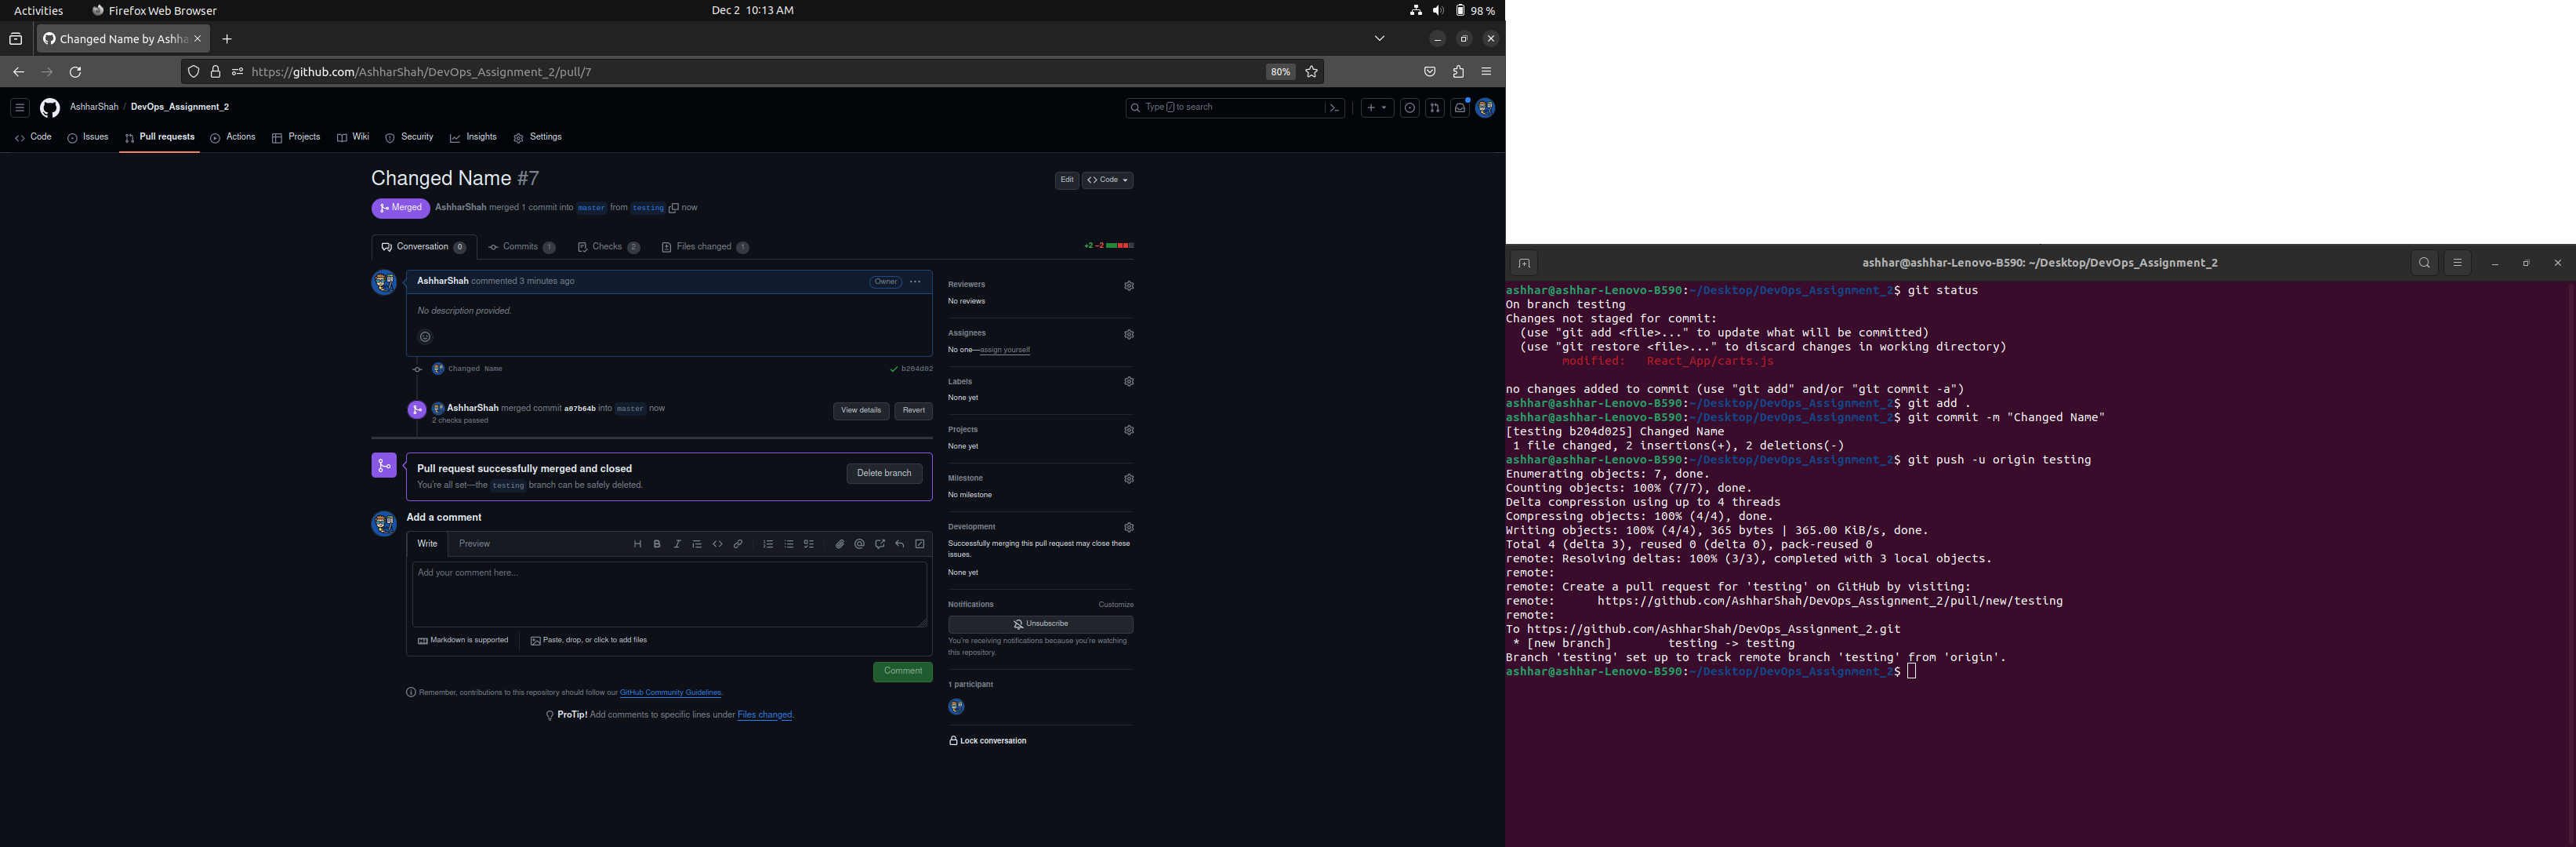 Activities
Firefox Web Browser
Dec 2 10:13 AM
98 %
Changed Name by Ashha
https://github.com/AshharShah/DevOps_Assignment_2/pull/7
80%
AshharShah / DevOps_Assignment_2
Type / to search
Code
Issues
Pull requests
Actions
Projects
Wiki
Security
Insights
Settings
Changed Name #7
Edit
Code
Merged
AshharShah merged 1 commit into master from testing now
Conversation 0
Commits 1
Checks 2
Files changed 1
+2 −2
AshharShah commented 3 minutes ago
Owner
No description provided.
Changed Name
b204d02
AshharShah merged commit a07b64b into master now
2 checks passed
View details
Revert
Pull request successfully merged and closed
You're all set—the testing branch can be safely deleted.
Delete branch
Add a comment
Write
Preview
Add your comment here...
Markdown is supported
Paste, drop, or click to add files
Comment
Remember, contributions to this repository should follow our GitHub Community Guidelines.
ProTip! Add comments to specific lines under Files changed.
Reviewers
No reviews
Assignees
No one—assign yourself
Labels
None yet
Projects
None yet
Milestone
No milestone
Development
Successfully merging this pull request may close these
issues.
None yet
Notifications
Customize
Unsubscribe
You're receiving notifications because you're watching
this repository.
1 participant
Lock conversation
ashhar@ashhar-Lenovo-B590: ~/Desktop/DevOps_Assignment_2
ashhar@ashhar-Lenovo-B590:~/Desktop/DevOps_Assignment_2$ git status
On branch testing
Changes not staged for commit:
  (use "git add <file>..." to update what will be committed)
  (use "git restore <file>..." to discard changes in working directory)
        modified:   React_App/carts.js
no changes added to commit (use "git add" and/or "git commit -a")
ashhar@ashhar-Lenovo-B590:~/Desktop/DevOps_Assignment_2$ git add .
ashhar@ashhar-Lenovo-B590:~/Desktop/DevOps_Assignment_2$ git commit -m "Changed Name"
[testing b204d025] Changed Name
 1 file changed, 2 insertions(+), 2 deletions(-)
ashhar@ashhar-Lenovo-B590:~/Desktop/DevOps_Assignment_2$ git push -u origin testing
Enumerating objects: 7, done.
Counting objects: 100% (7/7), done.
Delta compression using up to 4 threads
Compressing objects: 100% (4/4), done.
Writing objects: 100% (4/4), 365 bytes | 365.00 KiB/s, done.
Total 4 (delta 3), reused 0 (delta 0), pack-reused 0
remote: Resolving deltas: 100% (3/3), completed with 3 local objects.
remote:
remote: Create a pull request for 'testing' on GitHub by visiting:
remote:      https://github.com/AshharShah/DevOps_Assignment_2/pull/new/testing
remote:
To https://github.com/AshharShah/DevOps_Assignment_2.git
 * [new branch]        testing -> testing
Branch 'testing' set up to track remote branch 'testing' from 'origin'.
ashhar@ashhar-Lenovo-B590:~/Desktop/DevOps_Assignment_2$